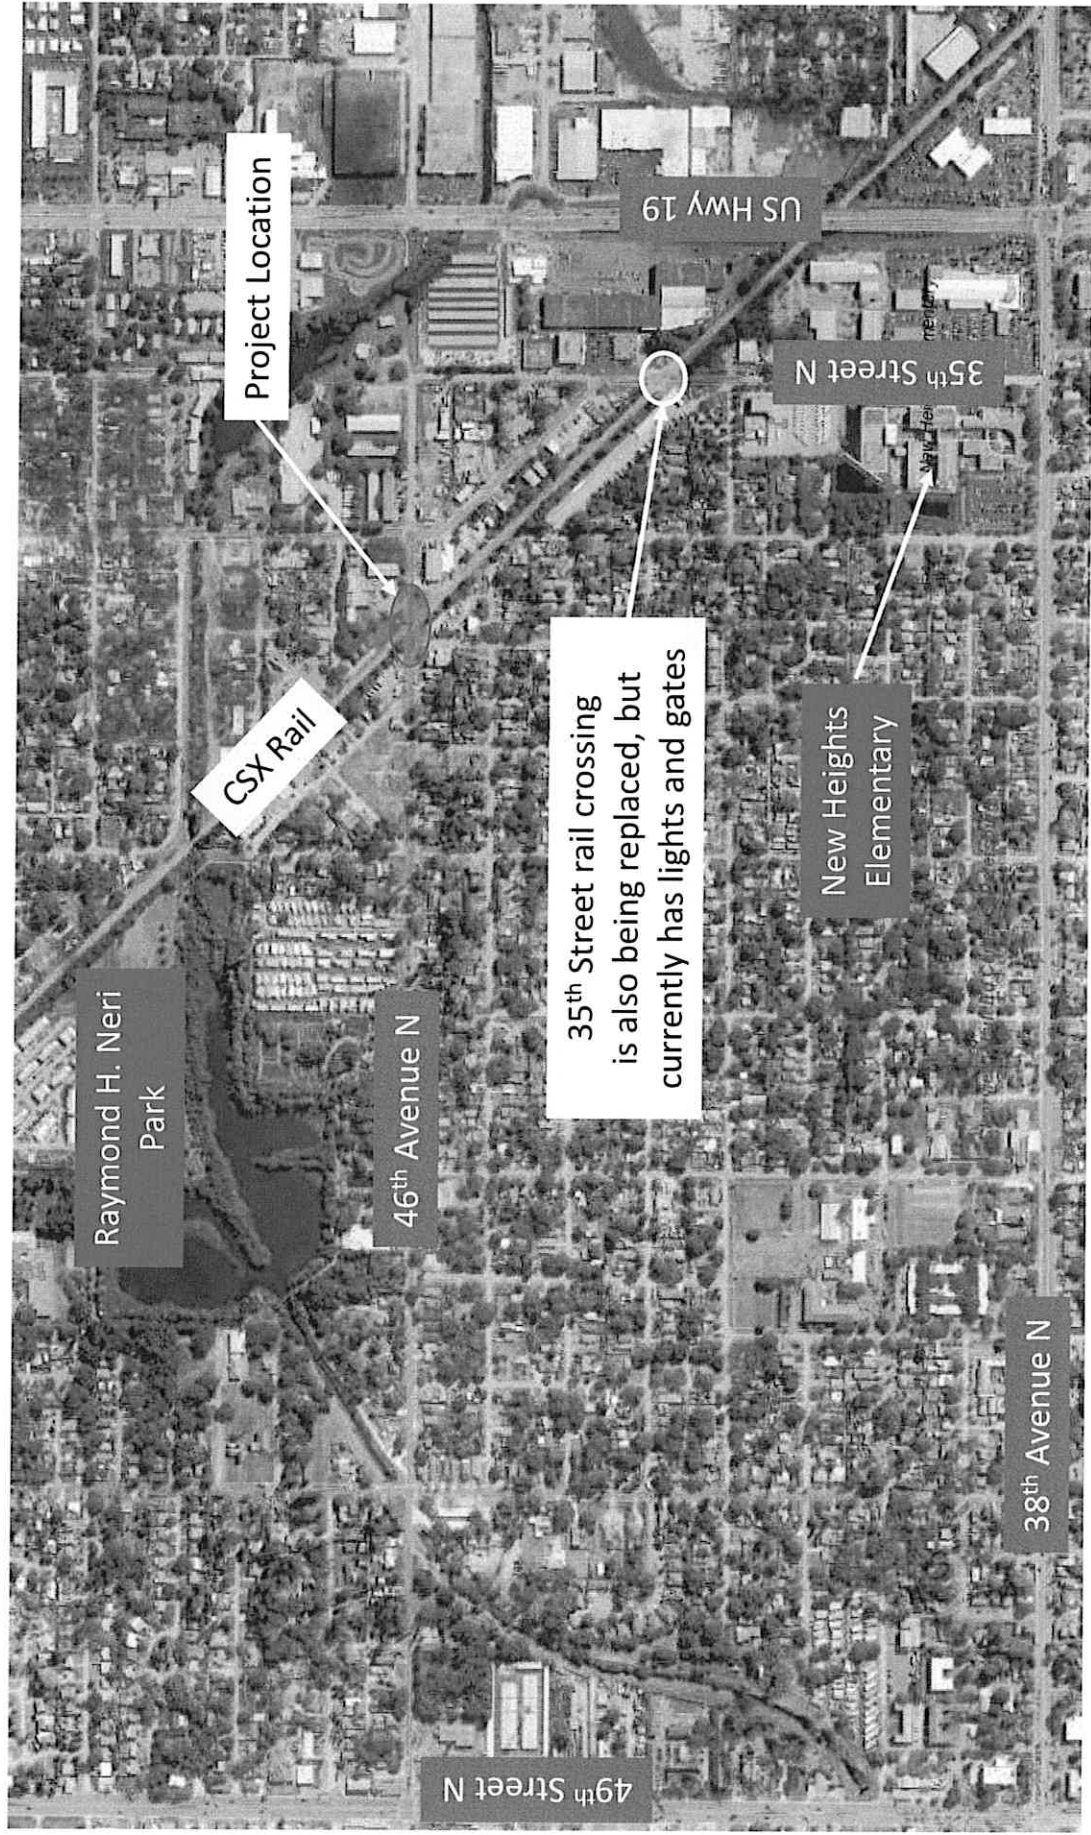 Project Location
US Hwy 19
CSX Rail
35th Street N
Raymond H. Neri
Park
46th Avenue N
35th Street rail crossing
is also being replaced, but
currently has lights and gates
New Heights
Elementary
38th Avenue N
49th Street N